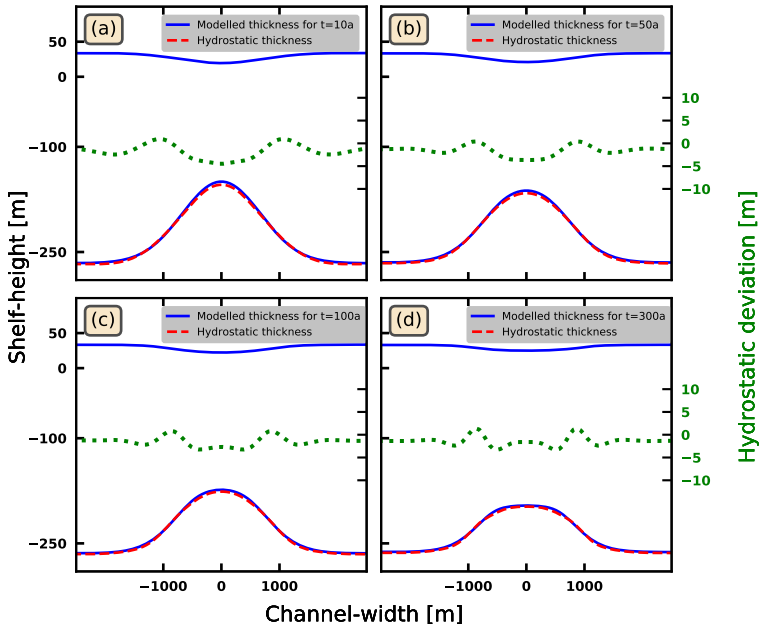 (a)
Modelled thickness for t=10a
Hydrostatic thickness
(b)
Modelled thickness for t=50a
Hydrostatic thickness
50
0
−100
−250
10
5
0
−5
−10
(c)
Modelled thickness for t=100a
Hydrostatic thickness
(d)
Modelled thickness for t=300a
Hydrostatic thickness
50
0
−100
−250
10
5
0
−5
−10
−1000 0 1000
−1000 0 1000
Shelf-height [m]
Channel-width [m]
Hydrostatic deviation [m]